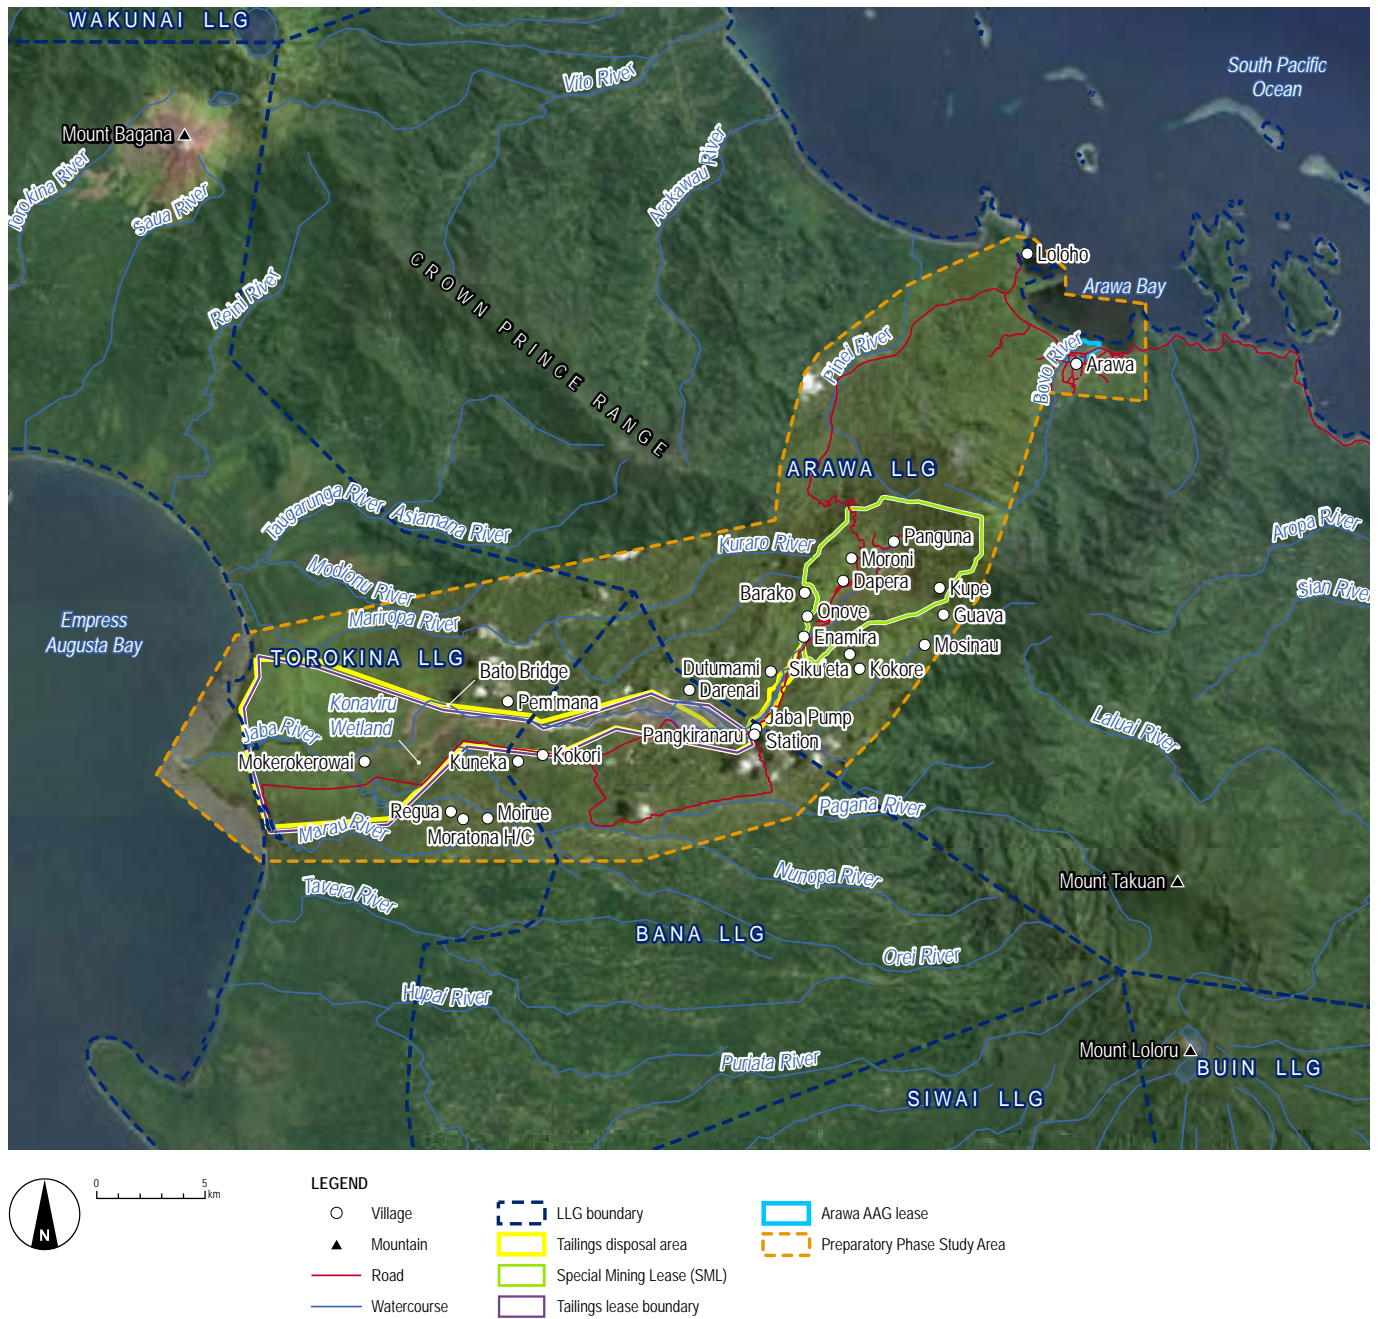 WAKUNAI LLG
Vito River
South Pacific
Ocean
Mount Bagana
Torokina River
Saua River
Arakawau River
CROWN PRINCE RANGE
Reini River
Loloho
Arawa Bay
Pinei River
Bovo River
Arawa
ARAWA LLG
Taugarunga River
Asiamana River
Aropa River
Kuraro River
Panguna
Moroni
Modionu River
Dapera
Kupe
Sian River
Barako
Onove
Guava
Empress
Augusta Bay
Mariropa River
Enamira
Mosinau
TOROKINA LLG
Bato Bridge
Dutumami
Siku'eta
Kokore
Darenai
Konaviru
Wetland
Pem'mana
Jaba River
Jaba Pump
Station
Pangkiranaru
Laluai River
Mokerokerowai
Kuneka
Kokori
Regua
Moirue
Moratona H/C
Marau River
Pagana River
Nunopa River
Mount Takuan
Tavera River
BANA LLG
Orei River
Hupai River
Puriata River
Mount Loloru
BUIN LLG
SIWAI LLG
0 5
km
N
LEGEND
Village
Mountain
Road
Watercourse
LLG boundary
Tailings disposal area
Special Mining Lease (SML)
Tailings lease boundary
Arawa AAG lease
Preparatory Phase Study Area